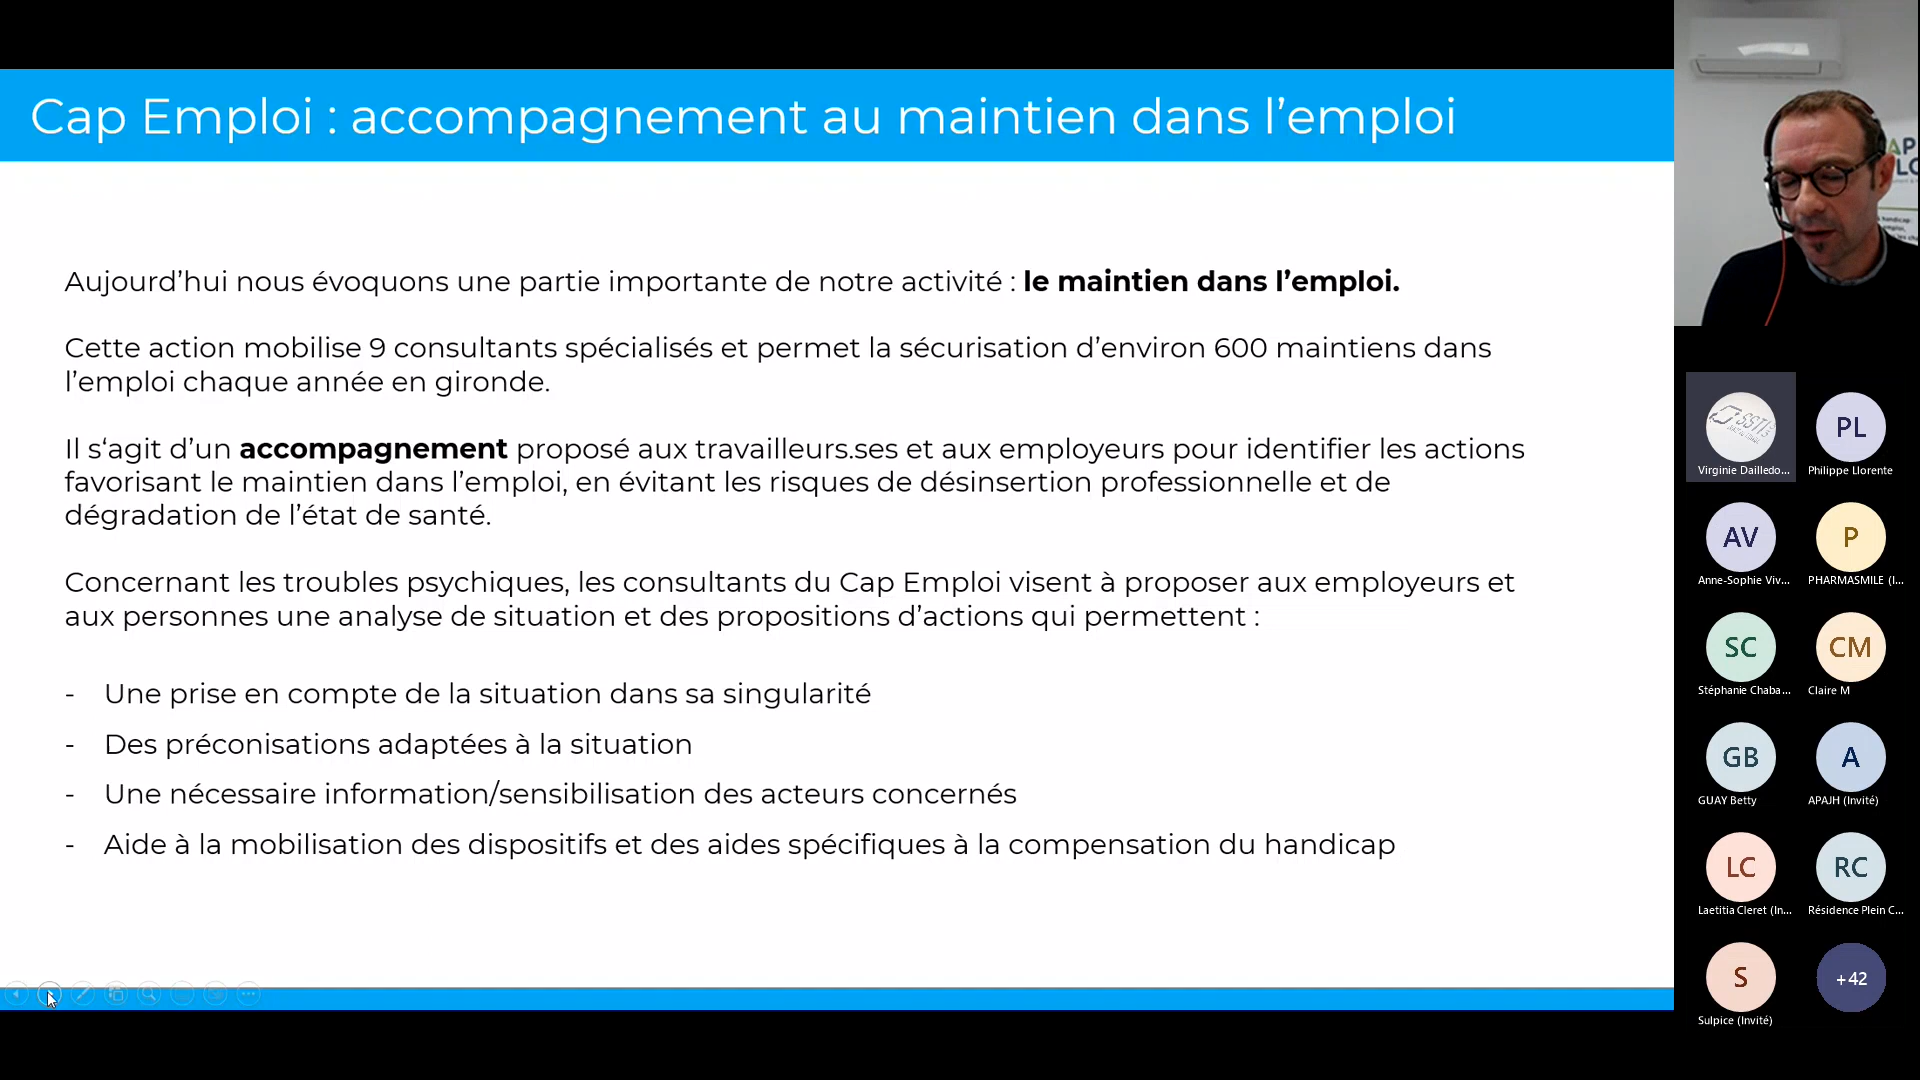 Cap Emploi : accompagnement au maintien dans l’emploi
Aujourd’hui nous évoquons une partie importante de notre activité : le maintien dans l’emploi.
Cette action mobilise 9 consultants spécialisés et permet la sécurisation d’environ 600 maintiens dans
l’emploi chaque année en gironde.
Il s‘agit d’un accompagnement proposé aux travailleurs.ses et aux employeurs pour identifier les actions
favorisant le maintien dans l’emploi, en évitant les risques de désinsertion professionnelle et de
dégradation de l’état de santé.
Concernant les troubles psychiques, les consultants du Cap Emploi visent à proposer aux employeurs et
aux personnes une analyse de situation et des propositions d’actions qui permettent :
- Une prise en compte de la situation dans sa singularité
- Des préconisations adaptées à la situation
- Une nécessaire information/sensibilisation des acteurs concernés
- Aide à la mobilisation des dispositifs et des aides spécifiques à la compensation du handicap
Virginie Dailledo...
PL
Philippe Llorente
AV
Anne-Sophie Viv...
P
PHARMASMILE (I...
SC
Stéphanie Chaba...
CM
Claire M
GB
GUAY Betty
A
APAJH (Invité)
LC
Laetitia Cleret (In...
RC
Résidence Plein C...
S
Sulpice (Invité)
+42